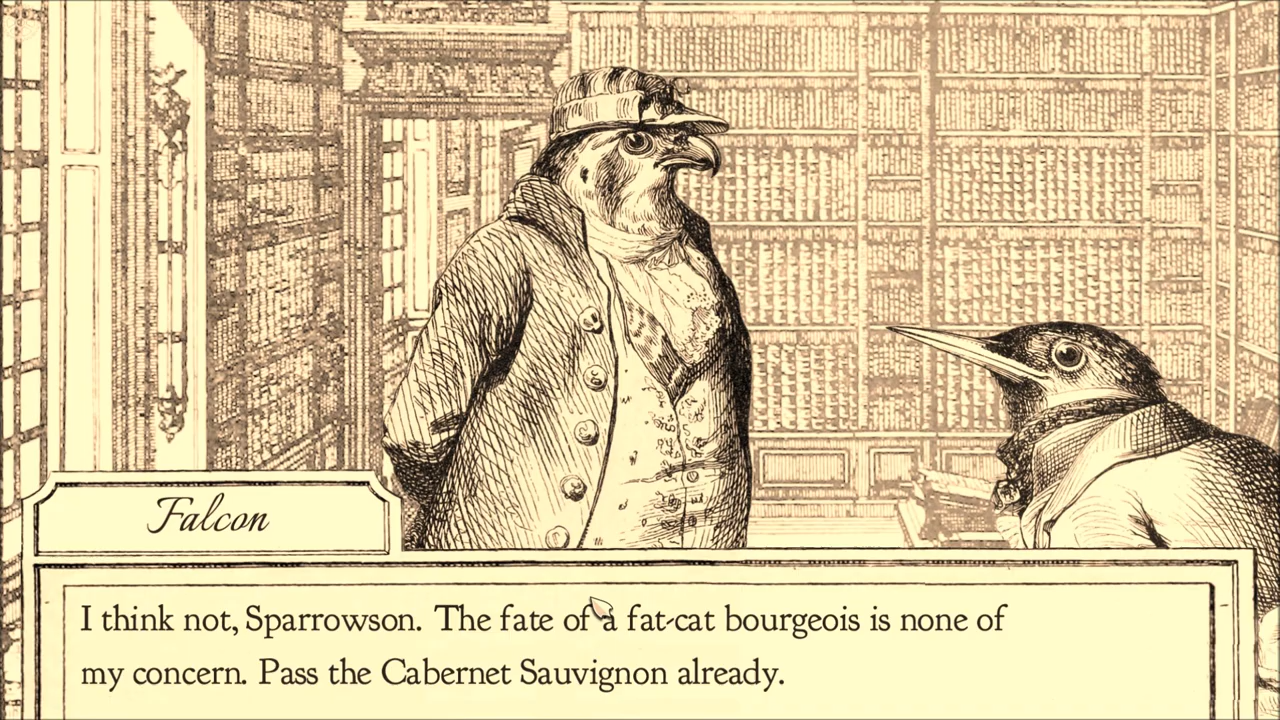 Falcon
I think not, Sparrowson. The fate of a fat-cat bourgeois is none of
my concern. Pass the Cabernet Sauvignon already.